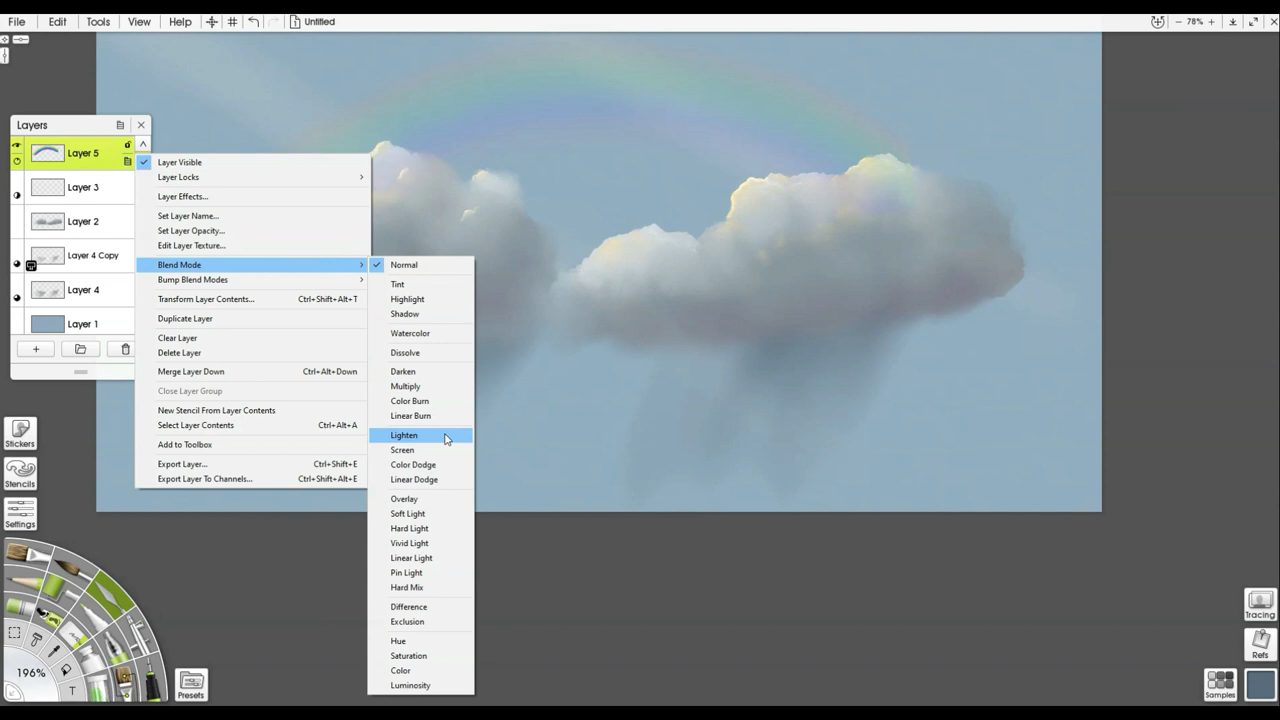 File Edit Tools View Help Untitled 78%
Layers
Layer 5
Layer 3
Layer 2
Layer 4 Copy
Layer 4
Layer 1
Layer Visible
Layer Locks
Layer Effects...
Set Layer Name...
Set Layer Opacity...
Edit Layer Texture...
Blend Mode
Bump Blend Modes
Transform Layer Contents... Ctrl+Shift+Alt+T
Duplicate Layer
Clear Layer
Delete Layer
Merge Layer Down Ctrl+Alt+Down
Close Layer Group
New Stencil From Layer Contents
Select Layer Contents Ctrl+Alt+A
Add to Toolbox
Export Layer... Ctrl+Shift+E
Export Layer To Channels... Ctrl+Shift+Alt+E
Normal
Tint
Highlight
Shadow
Watercolor
Dissolve
Darken
Multiply
Color Burn
Linear Burn
Lighten
Screen
Color Dodge
Linear Dodge
Overlay
Soft Light
Hard Light
Vivid Light
Linear Light
Pin Light
Hard Mix
Difference
Exclusion
Hue
Saturation
Color
Luminosity
Stickers
Stencils
Settings
196%
T
Presets
Tracing
Refs
Samples